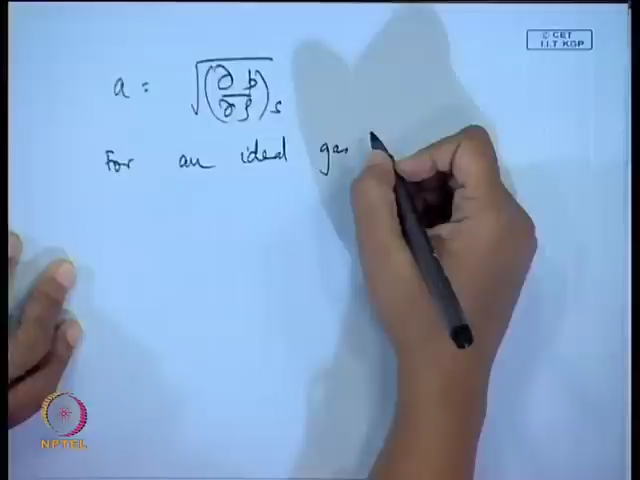 © CET
I.I.T KGP
a = √(∂p/∂ρ)s
For an ideal gas
NPTEL